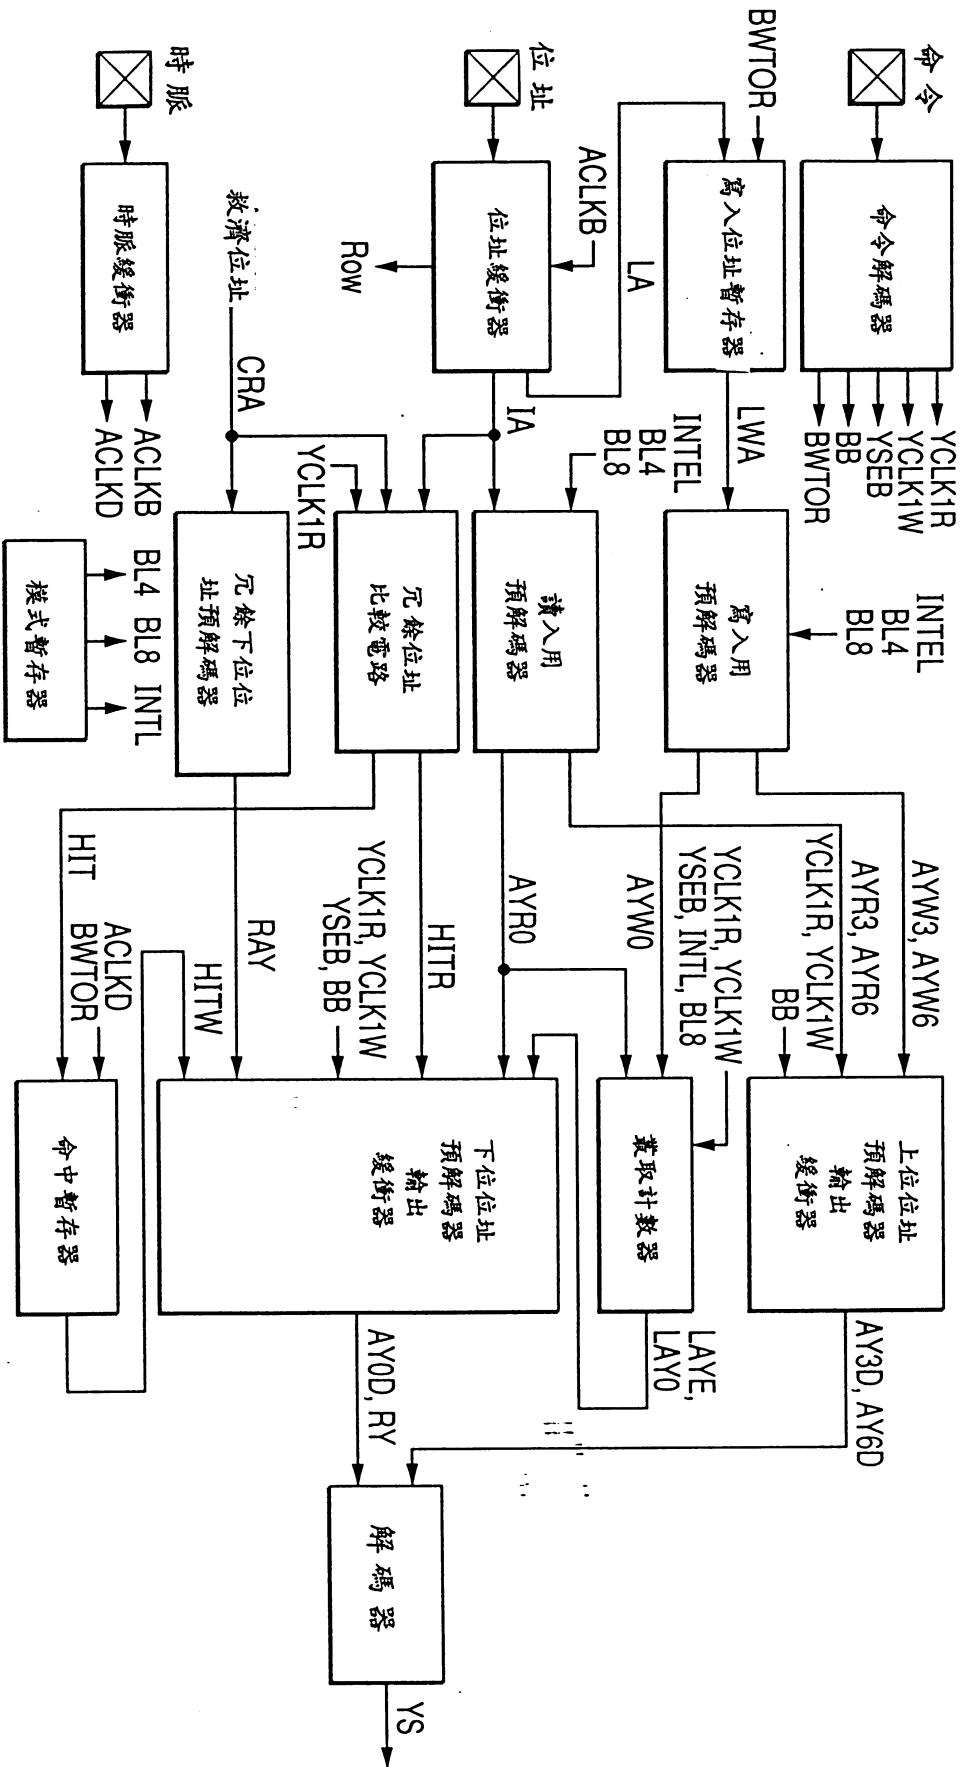 命令
命令解碼器
YCLK1R
YCLK1W
YSEB
BB
BWTOR
BWTOR
寫入位址暫存器
LWA
INTEL
BL4
BL8
寫入用
預解碼器
AYW3, AYW6
AYR3, AYR6
YCLK1R, YCLK1W
BB
上位位址
預解碼器
輸出
緩衝器
AY3D, AY6D
位址
ACLKB
LA
位址緩衝器
Row
IA
INTEL
BL4
BL8
讀入用
預解碼器
YCLK1R, YCLK1W
YSEB, INTL, BL8
AYW0
叢取計數器
LAYE,
LAY0
AYR0
救濟位址
CRA
YCLK1R
冗餘位址
比較電路
HITR
YCLK1R, YCLK1W
YSEB, BB
下位位址
預解碼器
輸出
緩衝器
AY0D, RY
解碼器
YS
冗餘下位位
址預解碼器
RAY
HITW
時脈
時脈緩衝器
ACLKB
ACLKD
BL4
BL8
INTL
模式暫存器
HIT
ACLKD
BWTOR
命中暫存器